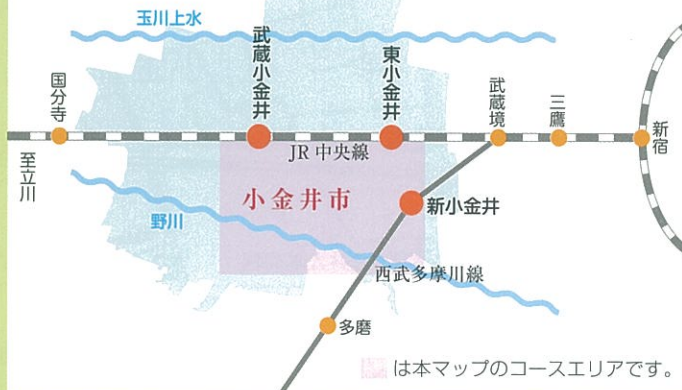 玉川上水
国分寺
武蔵小金井
東小金井
武蔵境
三鷹
新宿
JR中央線
至立川
小金井市
新小金井
野川
西武多摩川線
多磨
は本マップのコースエリアです。